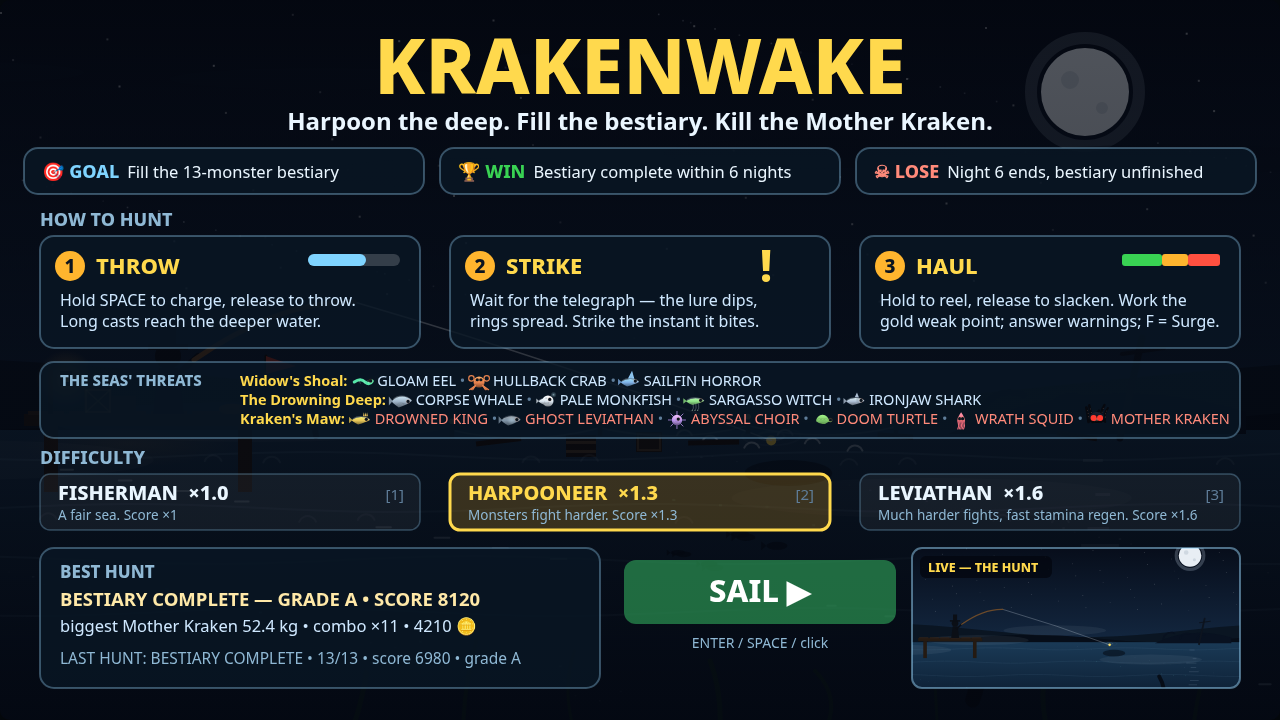 KRAKENWAKE
Harpoon the deep. Fill the bestiary. Kill the Mother Kraken.
🎯 GOAL Fill the 13-monster bestiary
🏆 WIN Bestiary complete within 6 nights
☠ LOSE Night 6 ends, bestiary unfinished
HOW TO HUNT
1 THROW
Hold SPACE to charge, release to throw.
Long casts reach the deeper water.
2 STRIKE !
Wait for the telegraph — the lure dips,
rings spread. Strike the instant it bites.
3 HAUL
Hold to reel, release to slacken. Work the
gold weak point; answer warnings; F = Surge.
THE SEAS' THREATS
Widow's Shoal: GLOAM EEL • HULLBACK CRAB • SAILFIN HORROR
The Drowning Deep: CORPSE WHALE • PALE MONKFISH • SARGASSO WITCH • IRONJAW SHARK
Kraken's Maw: DROWNED KING • GHOST LEVIATHAN • ABYSSAL CHOIR • DOOM TURTLE • WRATH SQUID • MOTHER KRAKEN
DIFFICULTY
FISHERMAN ×1.0 [1]
A fair sea. Score ×1
HARPOONEER ×1.3 [2]
Monsters fight harder. Score ×1.3
LEVIATHAN ×1.6 [3]
Much harder fights, fast stamina regen. Score ×1.6
BEST HUNT
BESTIARY COMPLETE — GRADE A • SCORE 8120
biggest Mother Kraken 52.4 kg • combo ×11 • 4210 🪙
LAST HUNT: BESTIARY COMPLETE • 13/13 • score 6980 • grade A
SAIL ▶
ENTER / SPACE / click
LIVE — THE HUNT